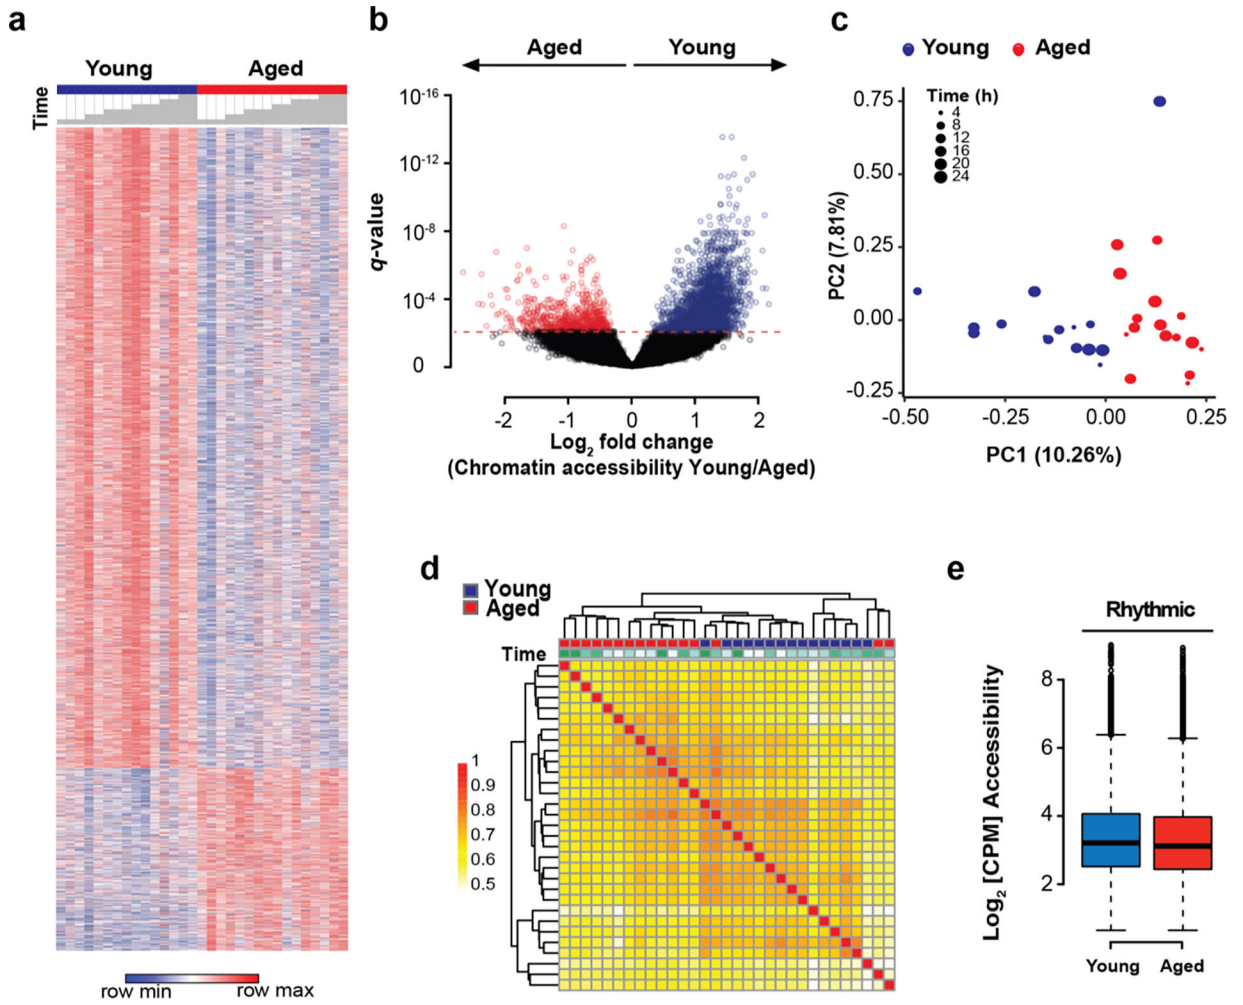 a
Young Aged
Time
row min row max
b
Aged Young
10-16
10-12
10-8
10-4
0
q-value
-2 -1 0 1 2
Log2 fold change
(Chromatin accessibility Young/Aged)
c
Young Aged
Time (h)
4
8
12
16
20
24
0.75
0.50
0.25
0.00
-0.25
PC2 (7.81%)
-0.50 -0.25 0.00 0.25
PC1 (10.26%)
d
Young
Aged
Time
1
0.9
0.8
0.7
0.6
0.5
e
Rhythmic
8
6
4
2
Log2 [CPM] Accessibility
Young Aged